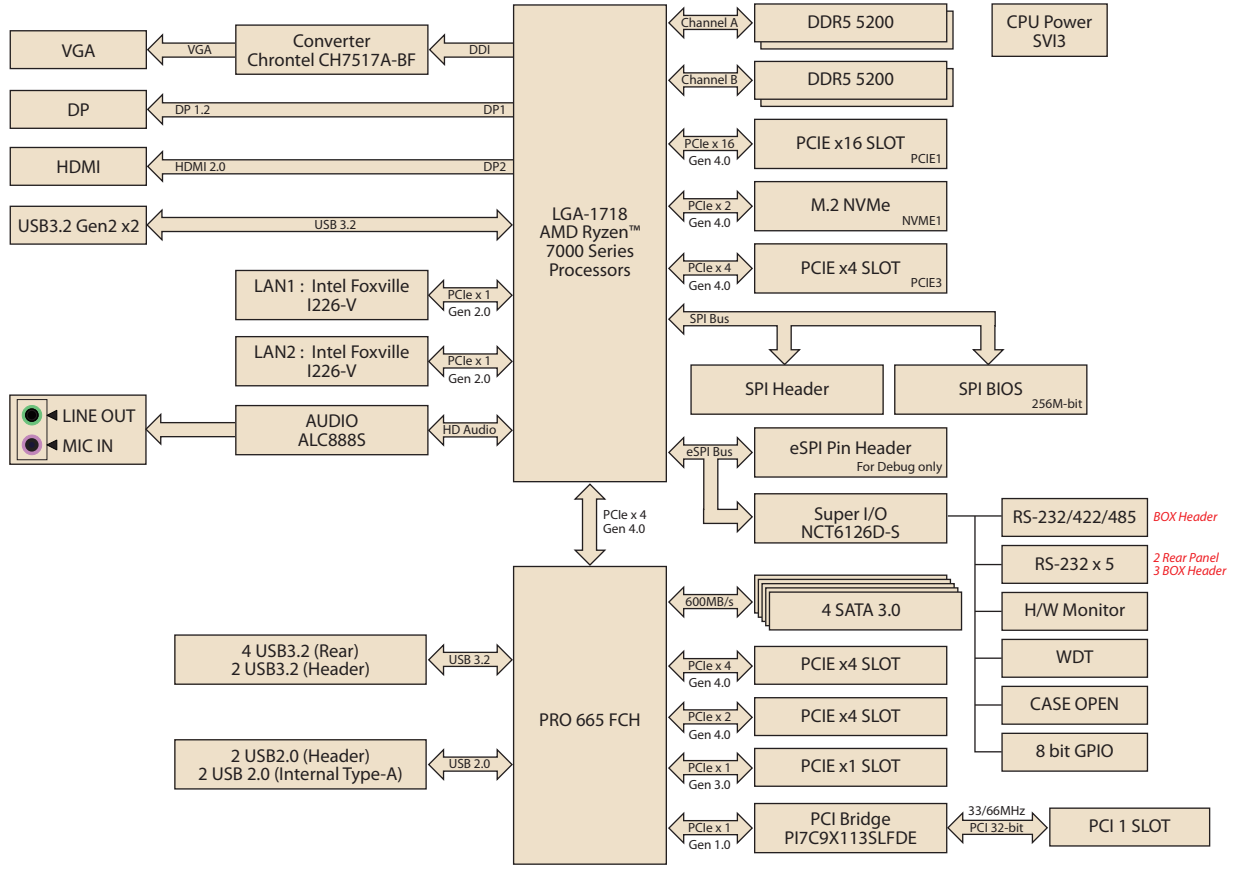 VGA
VGA
Converter
Chrontel CH7517A-BF
DDI
DP
DP 1.2
DP1
HDMI
HDMI 2.0
DP2
USB3.2 Gen2 x2
USB 3.2
LAN1 : Intel Foxville
I226-V
PCIe x 1
Gen 2.0
LAN2 : Intel Foxville
I226-V
PCIe x 1
Gen 2.0
LINE OUT
MIC IN
AUDIO
ALC888S
HD Audio
LGA-1718
AMD Ryzen™
7000 Series
Processors
Channel A
DDR5 5200
CPU Power
SVI3
Channel B
DDR5 5200
PCIe x 16
Gen 4.0
PCIE x16 SLOT
PCIE1
PCIe x 2
Gen 4.0
M.2 NVMe
NVME1
PCIe x 4
Gen 4.0
PCIE x4 SLOT
PCIE3
SPI Bus
SPI Header
SPI BIOS
256M-bit
eSPI Bus
eSPI Pin Header
For Debug only
Super I/O
NCT6126D-S
RS-232/422/485
BOX Header
RS-232 x 5
2 Rear Panel
3 BOX Header
H/W Monitor
WDT
CASE OPEN
8 bit GPIO
PCIe x 4
Gen 4.0
PRO 665 FCH
4 USB3.2 (Rear)
2 USB3.2 (Header)
USB 3.2
2 USB2.0 (Header)
2 USB 2.0 (Internal Type-A)
USB 2.0
600MB/s
4 SATA 3.0
PCIe x 4
Gen 4.0
PCIE x4 SLOT
PCIe x 2
Gen 4.0
PCIE x4 SLOT
PCIe x 1
Gen 3.0
PCIE x1 SLOT
PCIe x 1
Gen 1.0
PCI Bridge
PI7C9X113SLFDE
33/66MHz
PCI 32-bit
PCI 1 SLOT